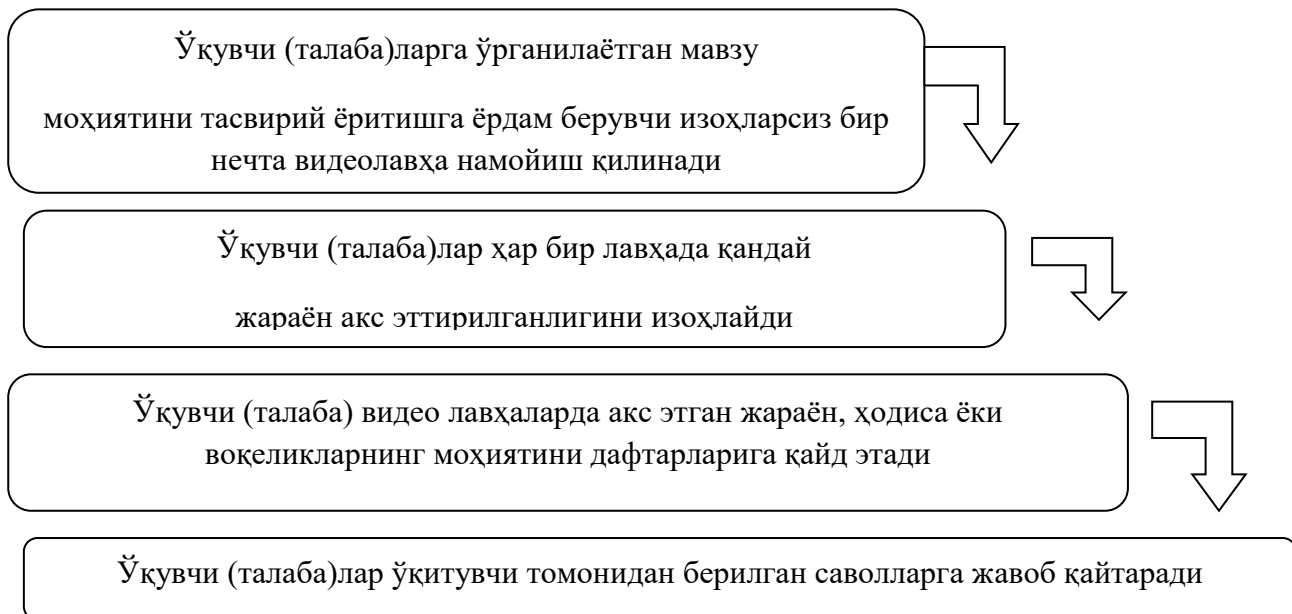 Ўқувчи (талаба)ларга ўрганилаётган мавзу
моҳиятини тасвирий ёритишга ёрдам берувчи изоҳларсиз бир
нечта видеолавҳа намойиш қилинади
Ўқувчи (талаба)лар ҳар бир лавҳада қандай
жараён акс эттирилганлигини изоҳлайди
Ўқувчи (талаба) видео лавҳаларда акс этган жараён, ҳодиса ёки
воқеликларнинг моҳиятини дафтарларига қайд этади
Ўқувчи (талаба)лар ўқитувчи томонидан берилган саволларга жавоб қайтаради